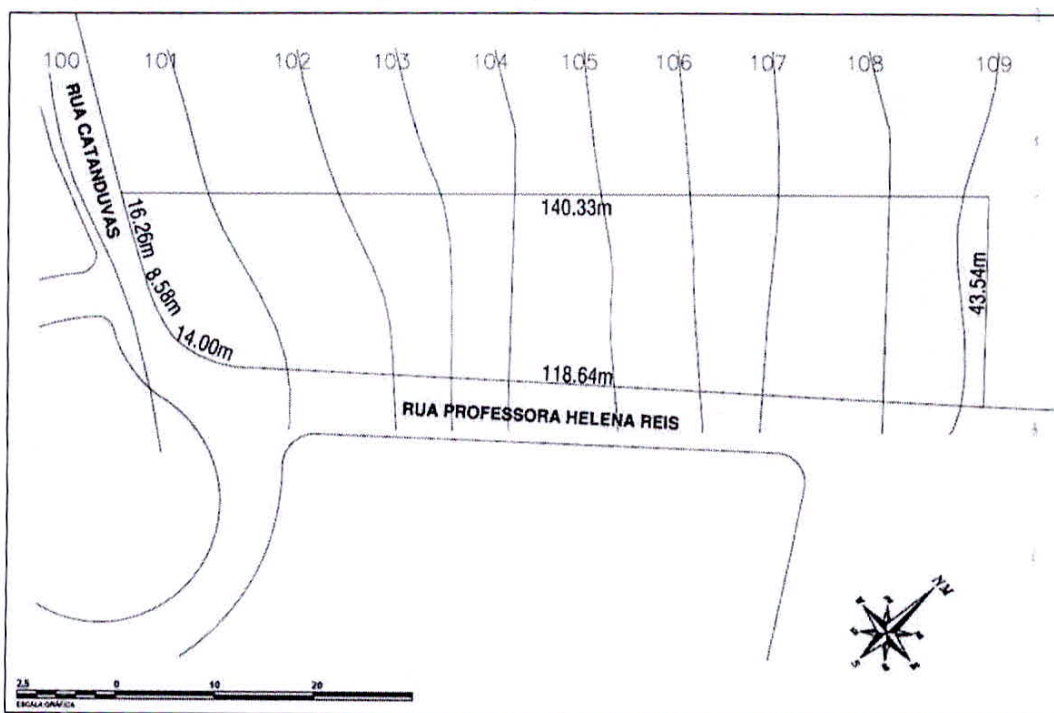 100 101 102 103 104 105 106 107 108 109
RUA CATANDUVAS
140.33m
16.26m
8.58m
14.00m
43.54m
118.64m
RUA PROFESSORA HELENA REIS
2.5 0 10 20
ESCALA GRÁFICA